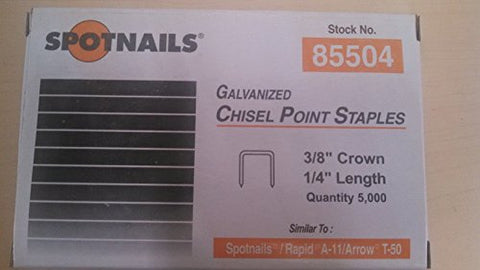 SPOTNAILS®
Stock No.
85504
GALVANIZED
CHISEL POINT STAPLES
3/8" Crown
1/4" Length
Quantity 5,000
Similar To :
Spotnails™/Rapid® A-11/Arrow® T-50